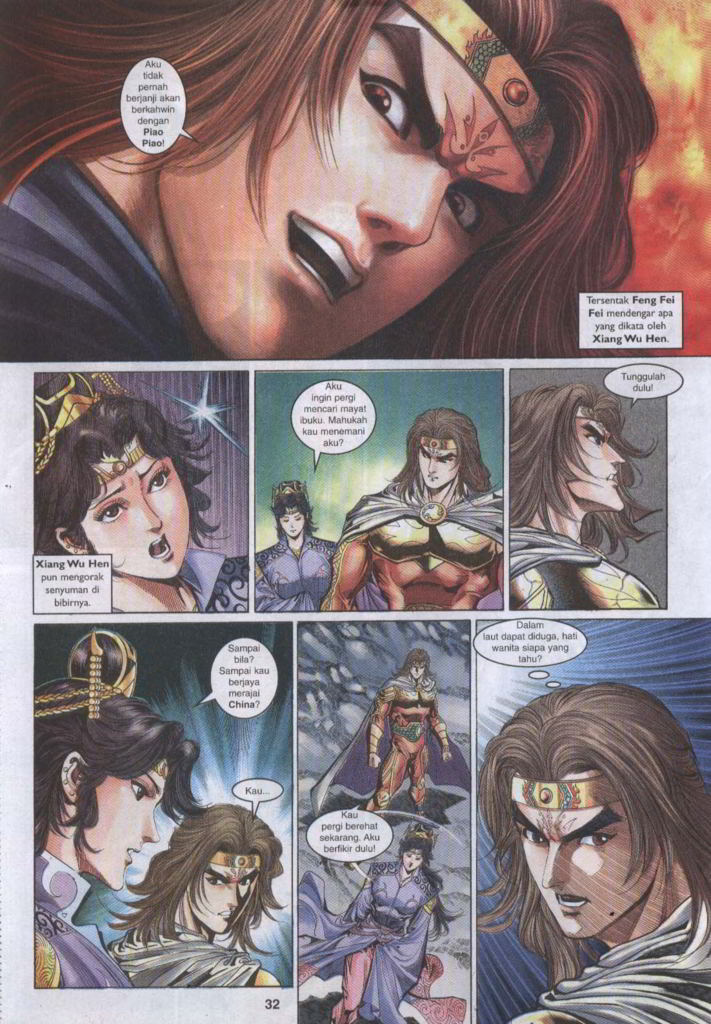 Aku
tidak
pernah
berjanji akan
berkahwin
dengan
Piao
Piao!
Tersentak Feng Fei
Fei mendengar apa
yang dikata oleh
Xiang Wu Hen.
Xiang Wu Hen
pun mengorak
senyuman di
bibirnya.
Aku
ingin pergi
mencari mayat
ibuku. Mahukah
kau menemani
aku?
Tunggulah
dulu!
Sampai
bila?
Sampai kau
berjaya
merajai
China?
Kau...
Kau
pergi berehat
sekarang. Aku
berfikir dulu!
Dalam
laut dapat diduga, hati
wanita siapa yang
tahu?
32